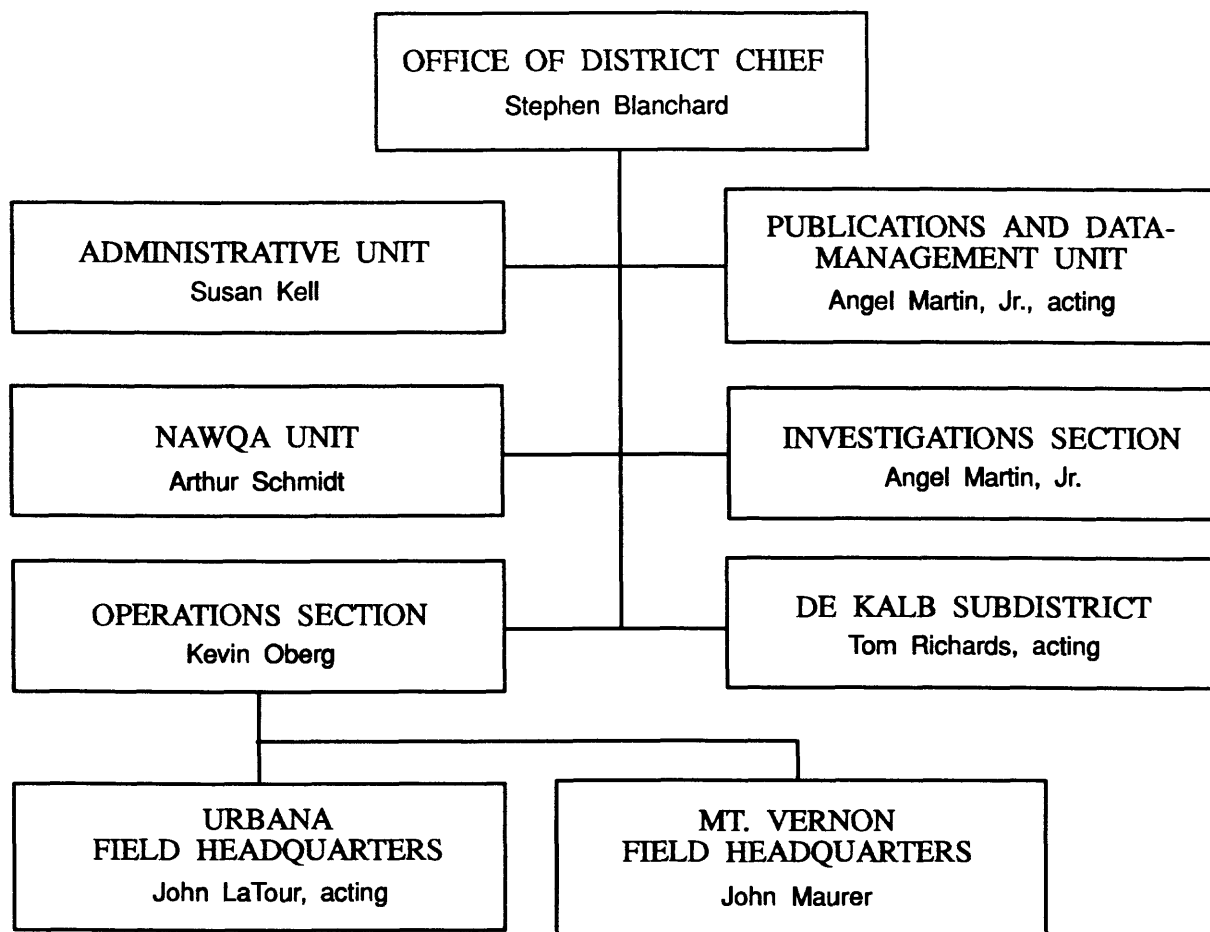 OFFICE OF DISTRICT CHIEF
Stephen Blanchard
ADMINISTRATIVE UNIT
Susan Kell
PUBLICATIONS AND DATA-
MANAGEMENT UNIT
Angel Martin, Jr., acting
NAWQA UNIT
Arthur Schmidt
INVESTIGATIONS SECTION
Angel Martin, Jr.
OPERATIONS SECTION
Kevin Oberg
DE KALB SUBDISTRICT
Tom Richards, acting
URBANA
FIELD HEADQUARTERS
John LaTour, acting
MT. VERNON
FIELD HEADQUARTERS
John Maurer